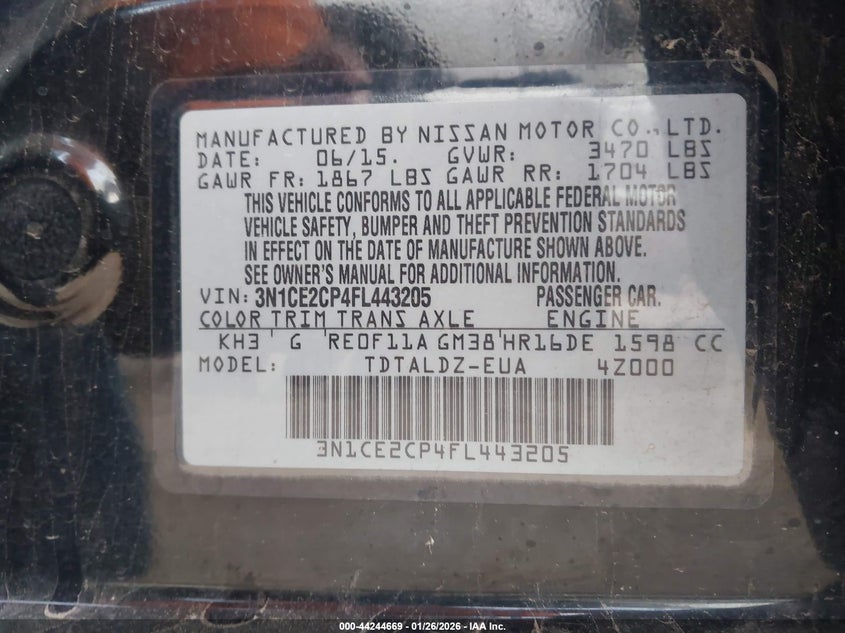 MANUFACTURED BY NISSAN MOTOR CO., LTD.
DATE: 06/15. GVWR: 3470 LBS
GAWR FR: 1867 LBS GAWR RR: 1704 LBS
THIS VEHICLE CONFORMS TO ALL APPLICABLE FEDERAL MOTOR
VEHICLE SAFETY, BUMPER AND THEFT PREVENTION STANDARDS
IN EFFECT ON THE DATE OF MANUFACTURE SHOWN ABOVE.
SEE OWNER'S MANUAL FOR ADDITIONAL INFORMATION.
VIN: 3N1CE2CP4FL443205 PASSENGER CAR.
COLOR TRIM TRANS AXLE ENGINE
KH3 G RE0F11A GM38 HR16DE 1598 CC
MODEL: TDTALDZ-EUA 4Z000
3N1CE2CP4FL443205
000-44244669 | 01/26/2026 | IAA Inc.